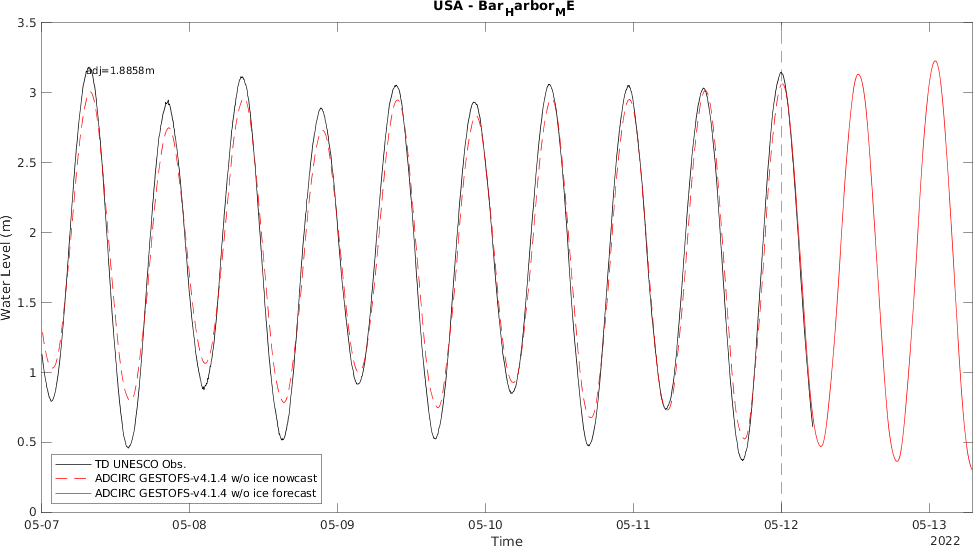 USA - BarHarborME
3.5
adj=1.8858m
3
2.5
2
Water Level (m)
1.5
1
0.5
0
TD UNESCO Obs.
ADCIRC GESTOFS-v4.1.4 w/o ice nowcast
ADCIRC GESTOFS-v4.1.4 w/o ice forecast
05-07 05-08 05-09 05-10 05-11 05-12 05-13
Time
2022